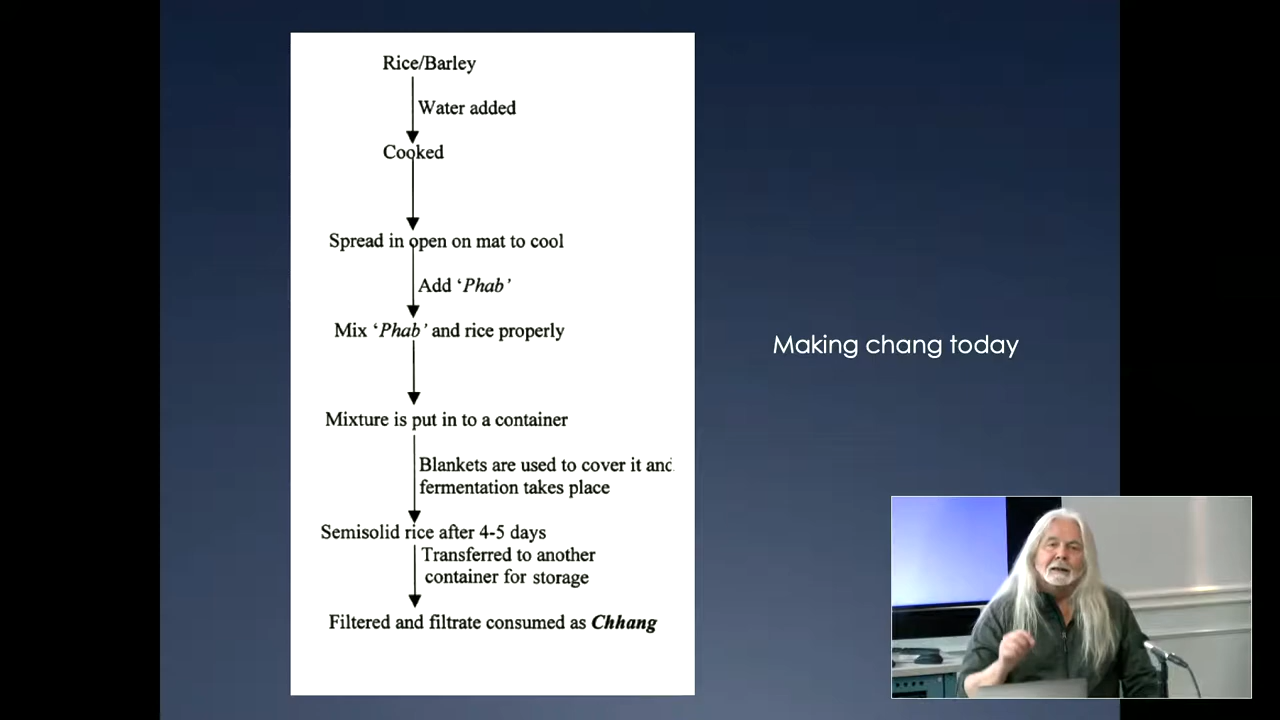 Rice/Barley
Water added
Cooked
Spread in open on mat to cool
Add ‘Phab’
Mix ‘Phab’ and rice properly
Mixture is put in to a container
Blankets are used to cover it and
fermentation takes place
Semisolid rice after 4-5 days
Transferred to another
container for storage
Filtered and filtrate consumed as Chhang
Making chang today